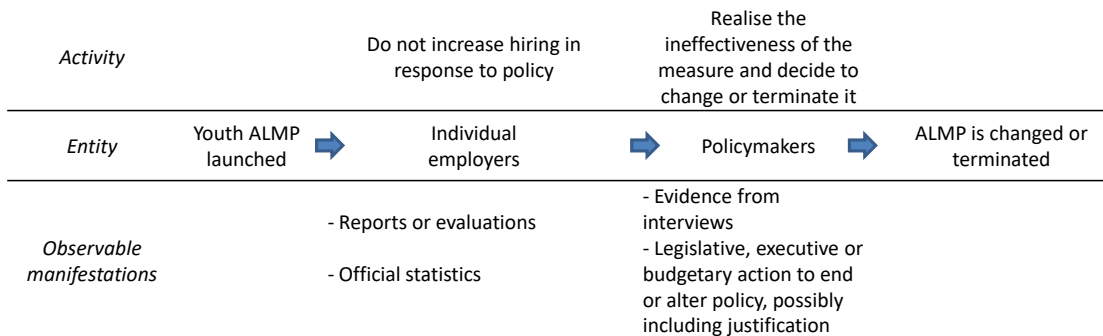 Activity
Do not increase hiring in
response to policy
Realise the
ineffectiveness of the
measure and decide to
change or terminate it
Entity
Youth ALMP
launched
Individual
employers
Policymakers
ALMP is changed or
terminated
Observable
manifestations
- Reports or evaluations
- Official statistics
- Evidence from
interviews
- Legislative, executive or
budgetary action to end
or alter policy, possibly
including justification